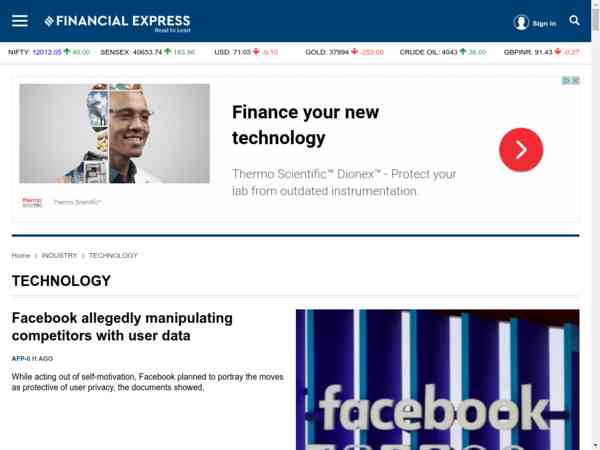 FINANCIAL EXPRESS
Read to Lead
Sign In
NIFTY: 12012.05 46.00 SENSEX: 40653.74 183.96 USD: 71.03 -0.10 GOLD: 37994 -253.00 CRUDE OIL: 4043 36.00 GBPINR: 91.43 -0.27
Finance your new
technology
Thermo Scientific™ Dionex™ - Protect your
lab from outdated instrumentation.
thermo
scientific
Thermo Scientific™
Home | INDUSTRY | TECHNOLOGY
TECHNOLOGY
Facebook allegedly manipulating
competitors with user data
AFP-6 H AGO
While acting out of self-motivation, Facebook planned to portray the moves
as protective of user privacy, the documents showed.
facebook